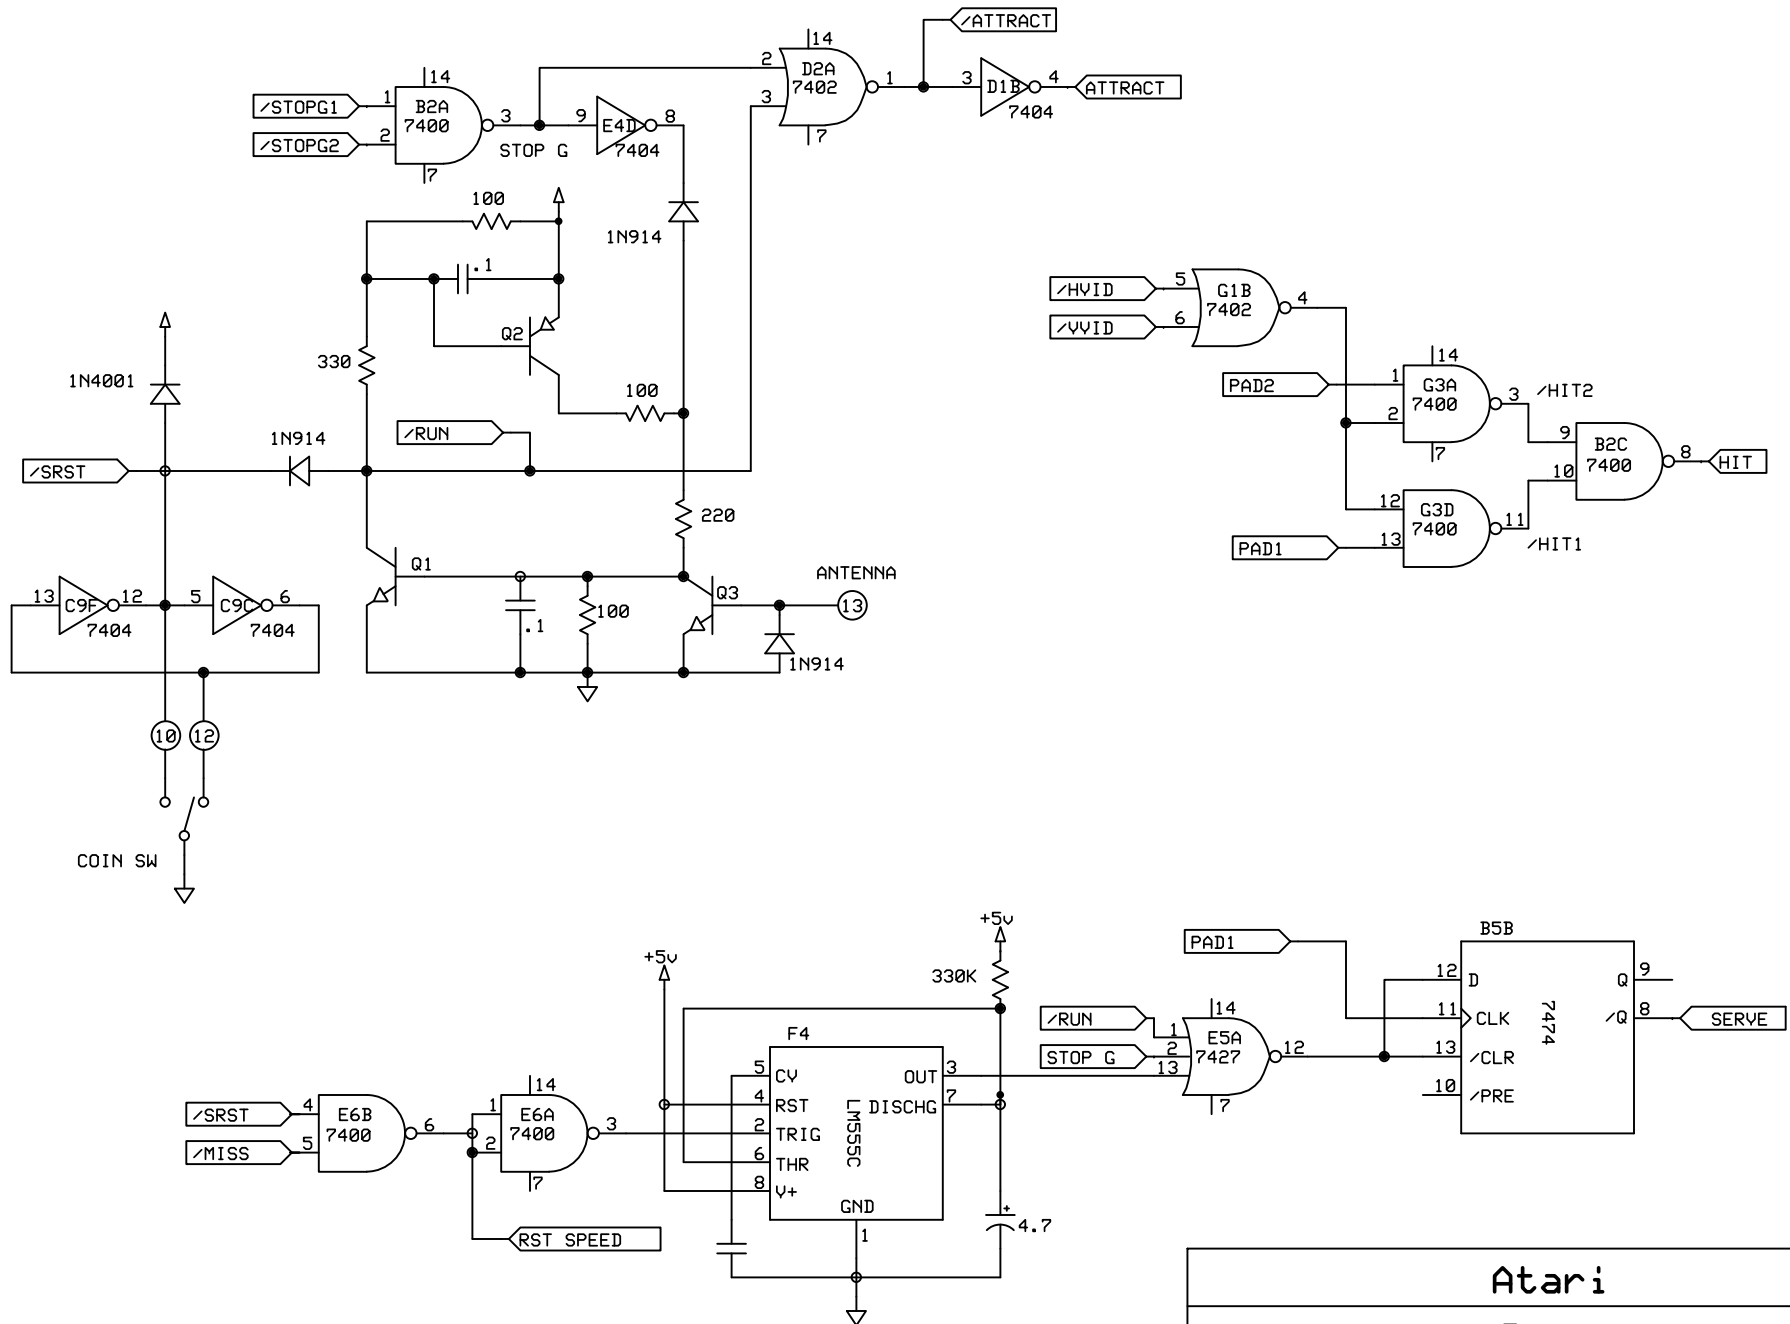 /ATTRACT
14
2
D2A
7402
3
1
7
3
D1B
4
7404
ATTRACT
14
/STOPG1
1
B2A
7400
3
/STOPG2
2
7
STOP G
9
E4D
8
7404
100
1N914
.1
Q2
330
100
1N4001
/RUN
1N914
/SRST
220
Q1
ANTENNA
Q3
13
100
.1
1N914
13
C9F
12
7404
5
C9C
6
7404
10
12
COIN SW
/HVID
5
G1B
7402
4
/VVID
6
14
PAD2
1
G3A
7400
3
/HIT2
2
7
9
B2C
7400
8
HIT
10
12
G3D
7400
11
PAD1
13
/HIT1
+5v
+5v
330K
PAD1
B5B
12
D
Q
9
11
CLK
7474
/Q
8
SERVE
13
/CLR
10
/PRE
/RUN
1
14
E5A
7427
12
STOP G
2
13
7
F4
5
CV
OUT
3
4
RST
DISCHG
7
2
TRIG
LM555C
6
THR
8
V+
GND
1
4.7
+
/SRST
4
E6B
7400
6
/MISS
5
14
1
E6A
7400
3
2
7
RST SPEED
Atari